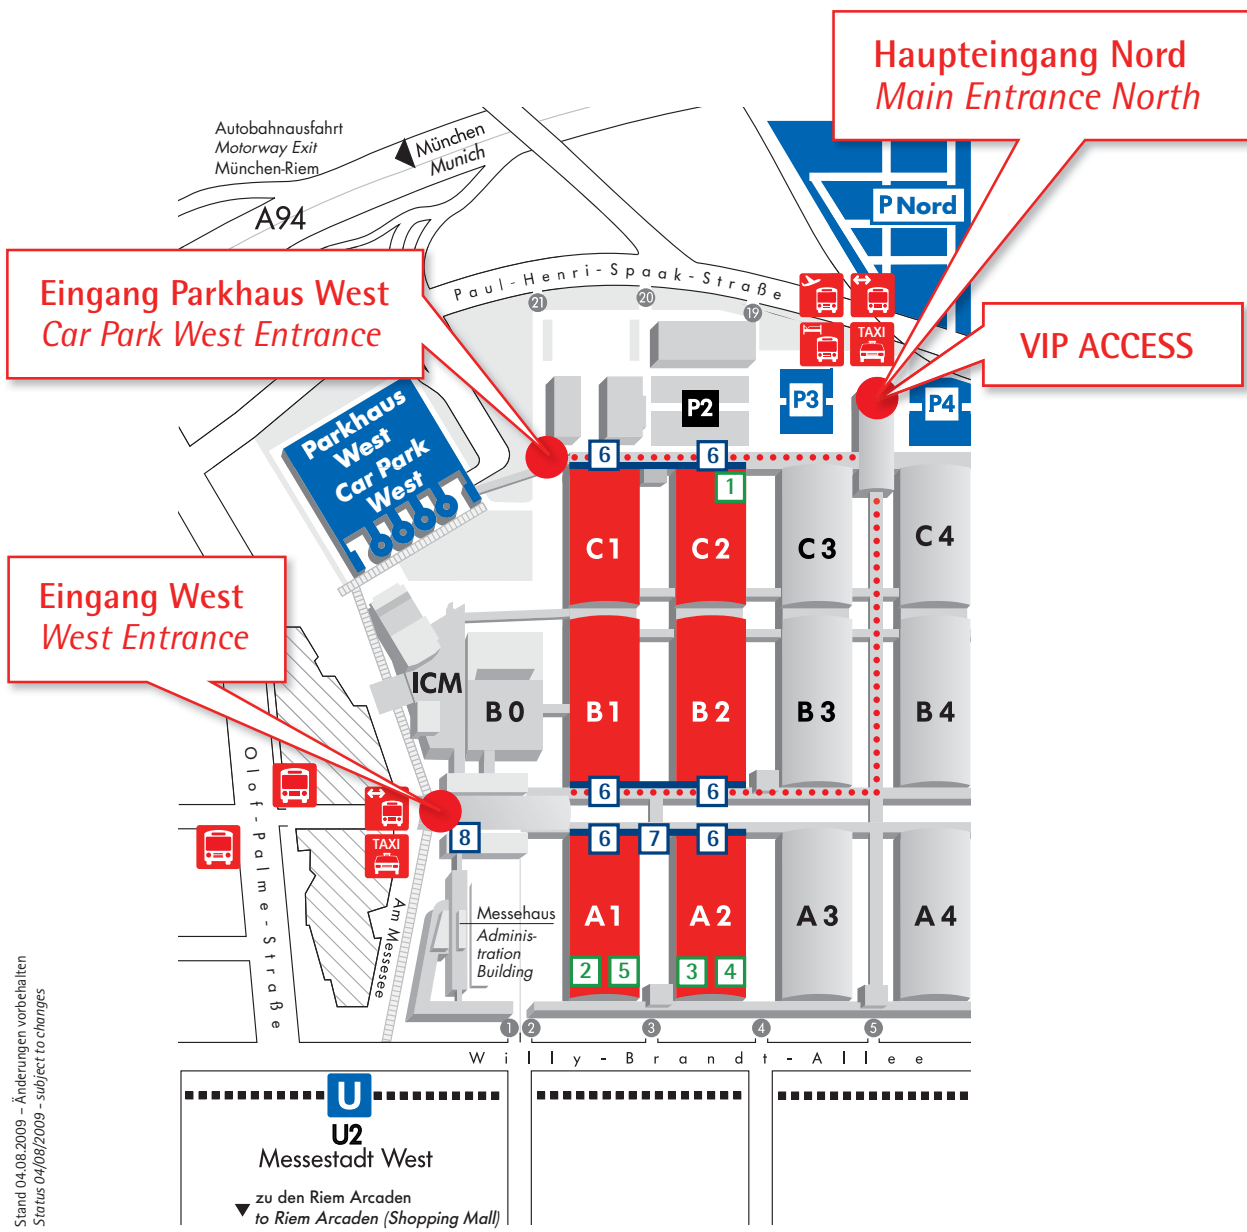 Haupteingang Nord
Main Entrance North
Autobahnausfahrt
Motorway Exit
München-Riem
München
Munich
A94
P Nord
Eingang Parkhaus West
Car Park West Entrance
Paul-Henri-Spaak-Straße
21
20
19
TAXI
VIP ACCESS
P2
P3
P4
Parkhaus
West
Car Park
West
6
6
1
C1
C2
C3
C4
Eingang West
West Entrance
ICM
B0
B1
B2
B3
B4
Olof-Palme-Straße
6
6
TAXI
8
6
7
6
Am Messesee
Messehaus
Adminis-
tration
Building
A1
A2
A3
A4
2
5
3
4
1
2
3
4
5
Willy-Brandt-Allee
U
U2
Messestadt West
zu den Riem Arcaden
to Riem Arcaden (Shopping Mall)
Stand 04.08.2009 – Änderungen vorbehalten
Status 04/08/2009 – subject to changes